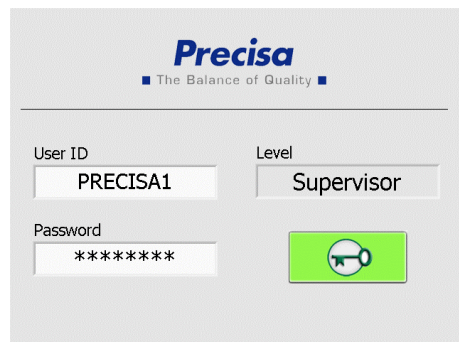 Precisa
The Balance of Quality
User ID
Level
PRECISA1
Supervisor
Password
********